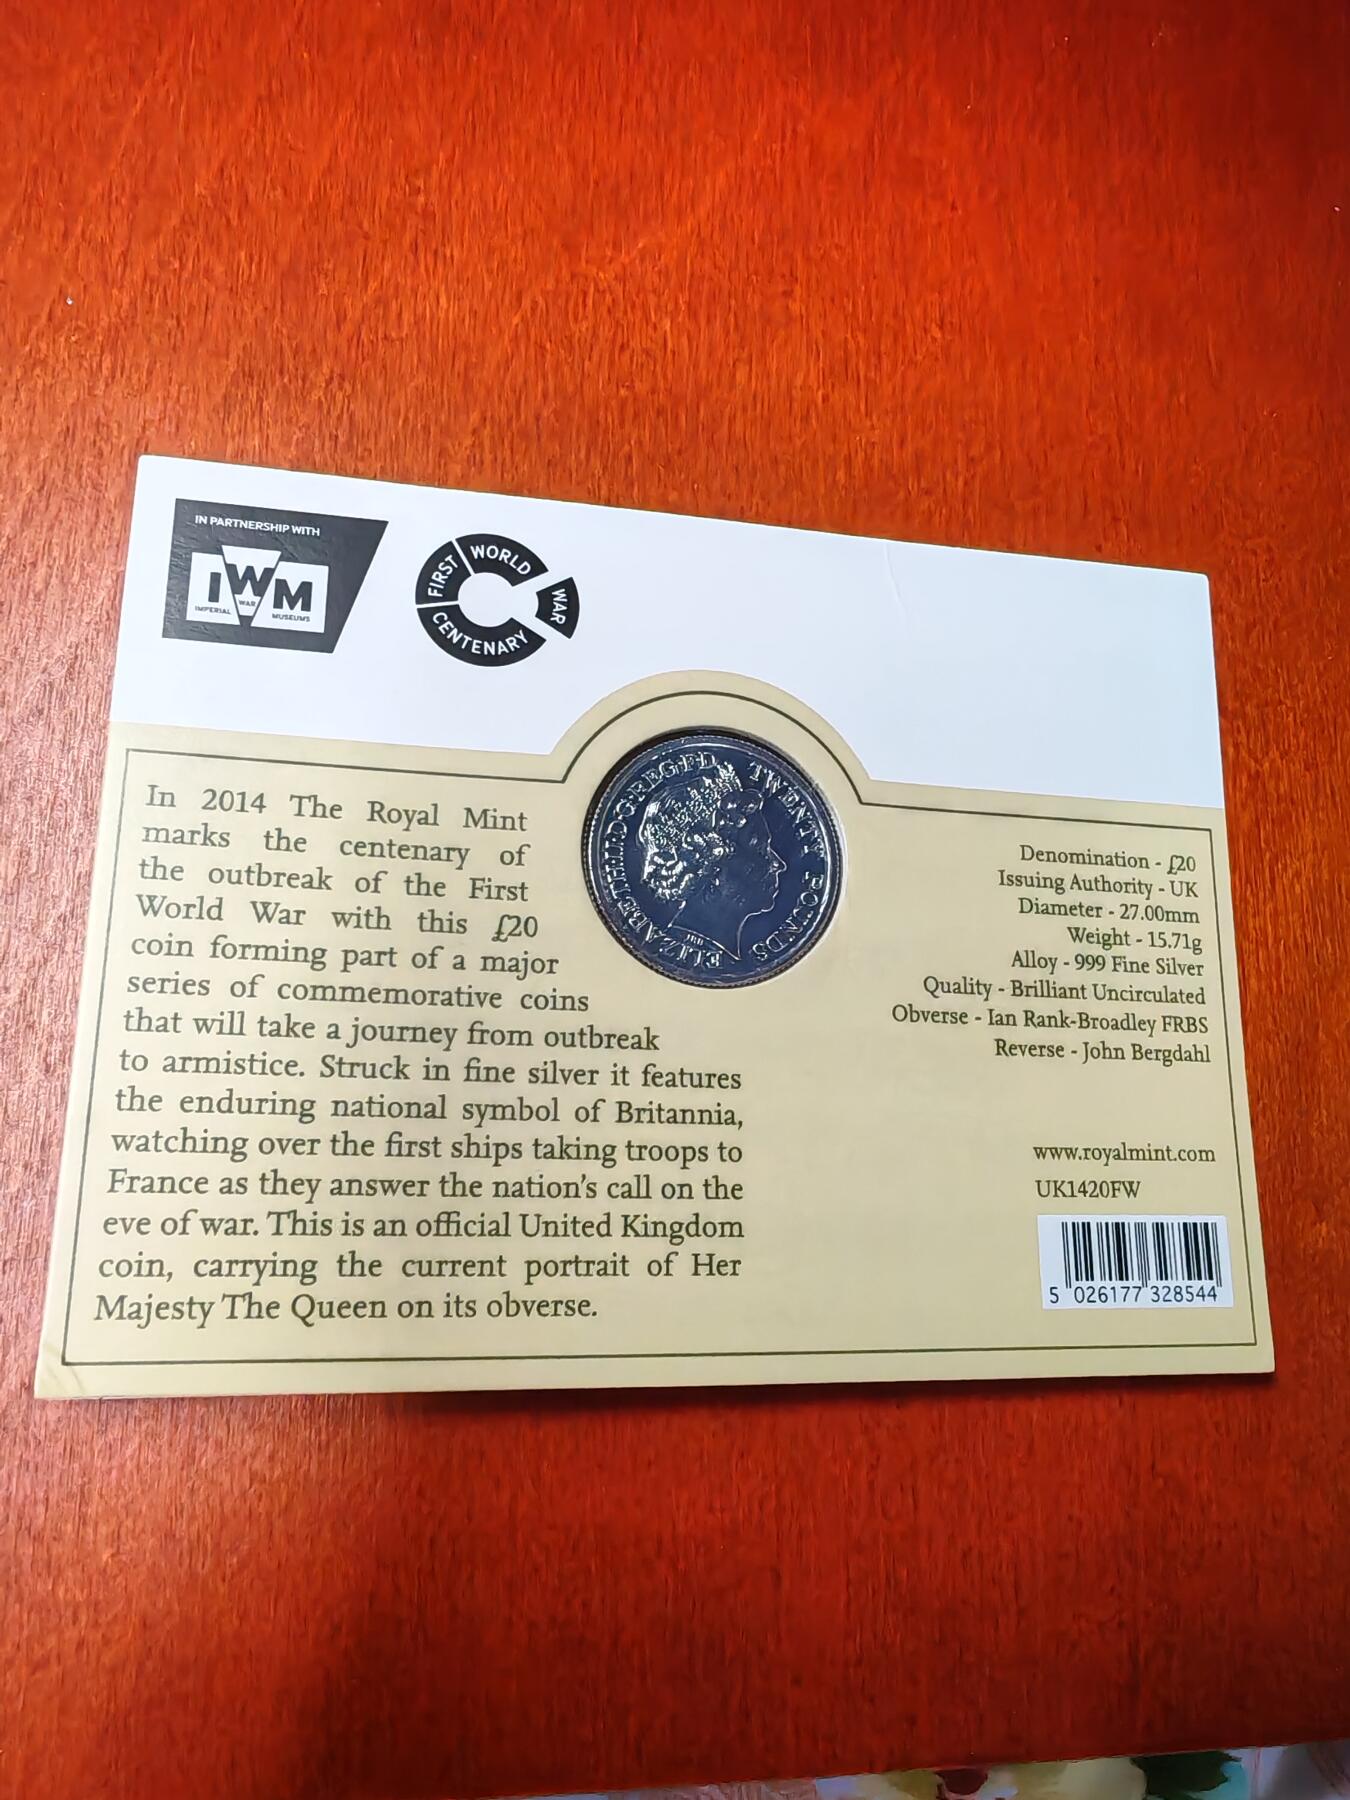 IN PARTNERSHIP WITH
IWM
IMPERIAL WAR MUSEUMS
FIRST WORLD WAR CENTENARY
ELIZABETH·II·D·G·REG·F·D TWENTY POUNDS
IRB
In 2014 The Royal Mint
marks the centenary of
the outbreak of the First
World War with this £20
coin forming part of a major
series of commemorative coins
that will take a journey from outbreak
to armistice. Struck in fine silver it features
the enduring national symbol of Britannia,
watching over the first ships taking troops to
France as they answer the nation's call on the
eve of war. This is an official United Kingdom
coin, carrying the current portrait of Her
Majesty The Queen on its obverse.
Denomination - £20
Issuing Authority - UK
Diameter - 27.00mm
Weight - 15.71g
Alloy - 999 Fine Silver
Quality - Brilliant Uncirculated
Obverse - Ian Rank-Broadley FRBS
Reverse - John Bergdahl
www.royalmint.com
UK1420FW
5 026177 328544